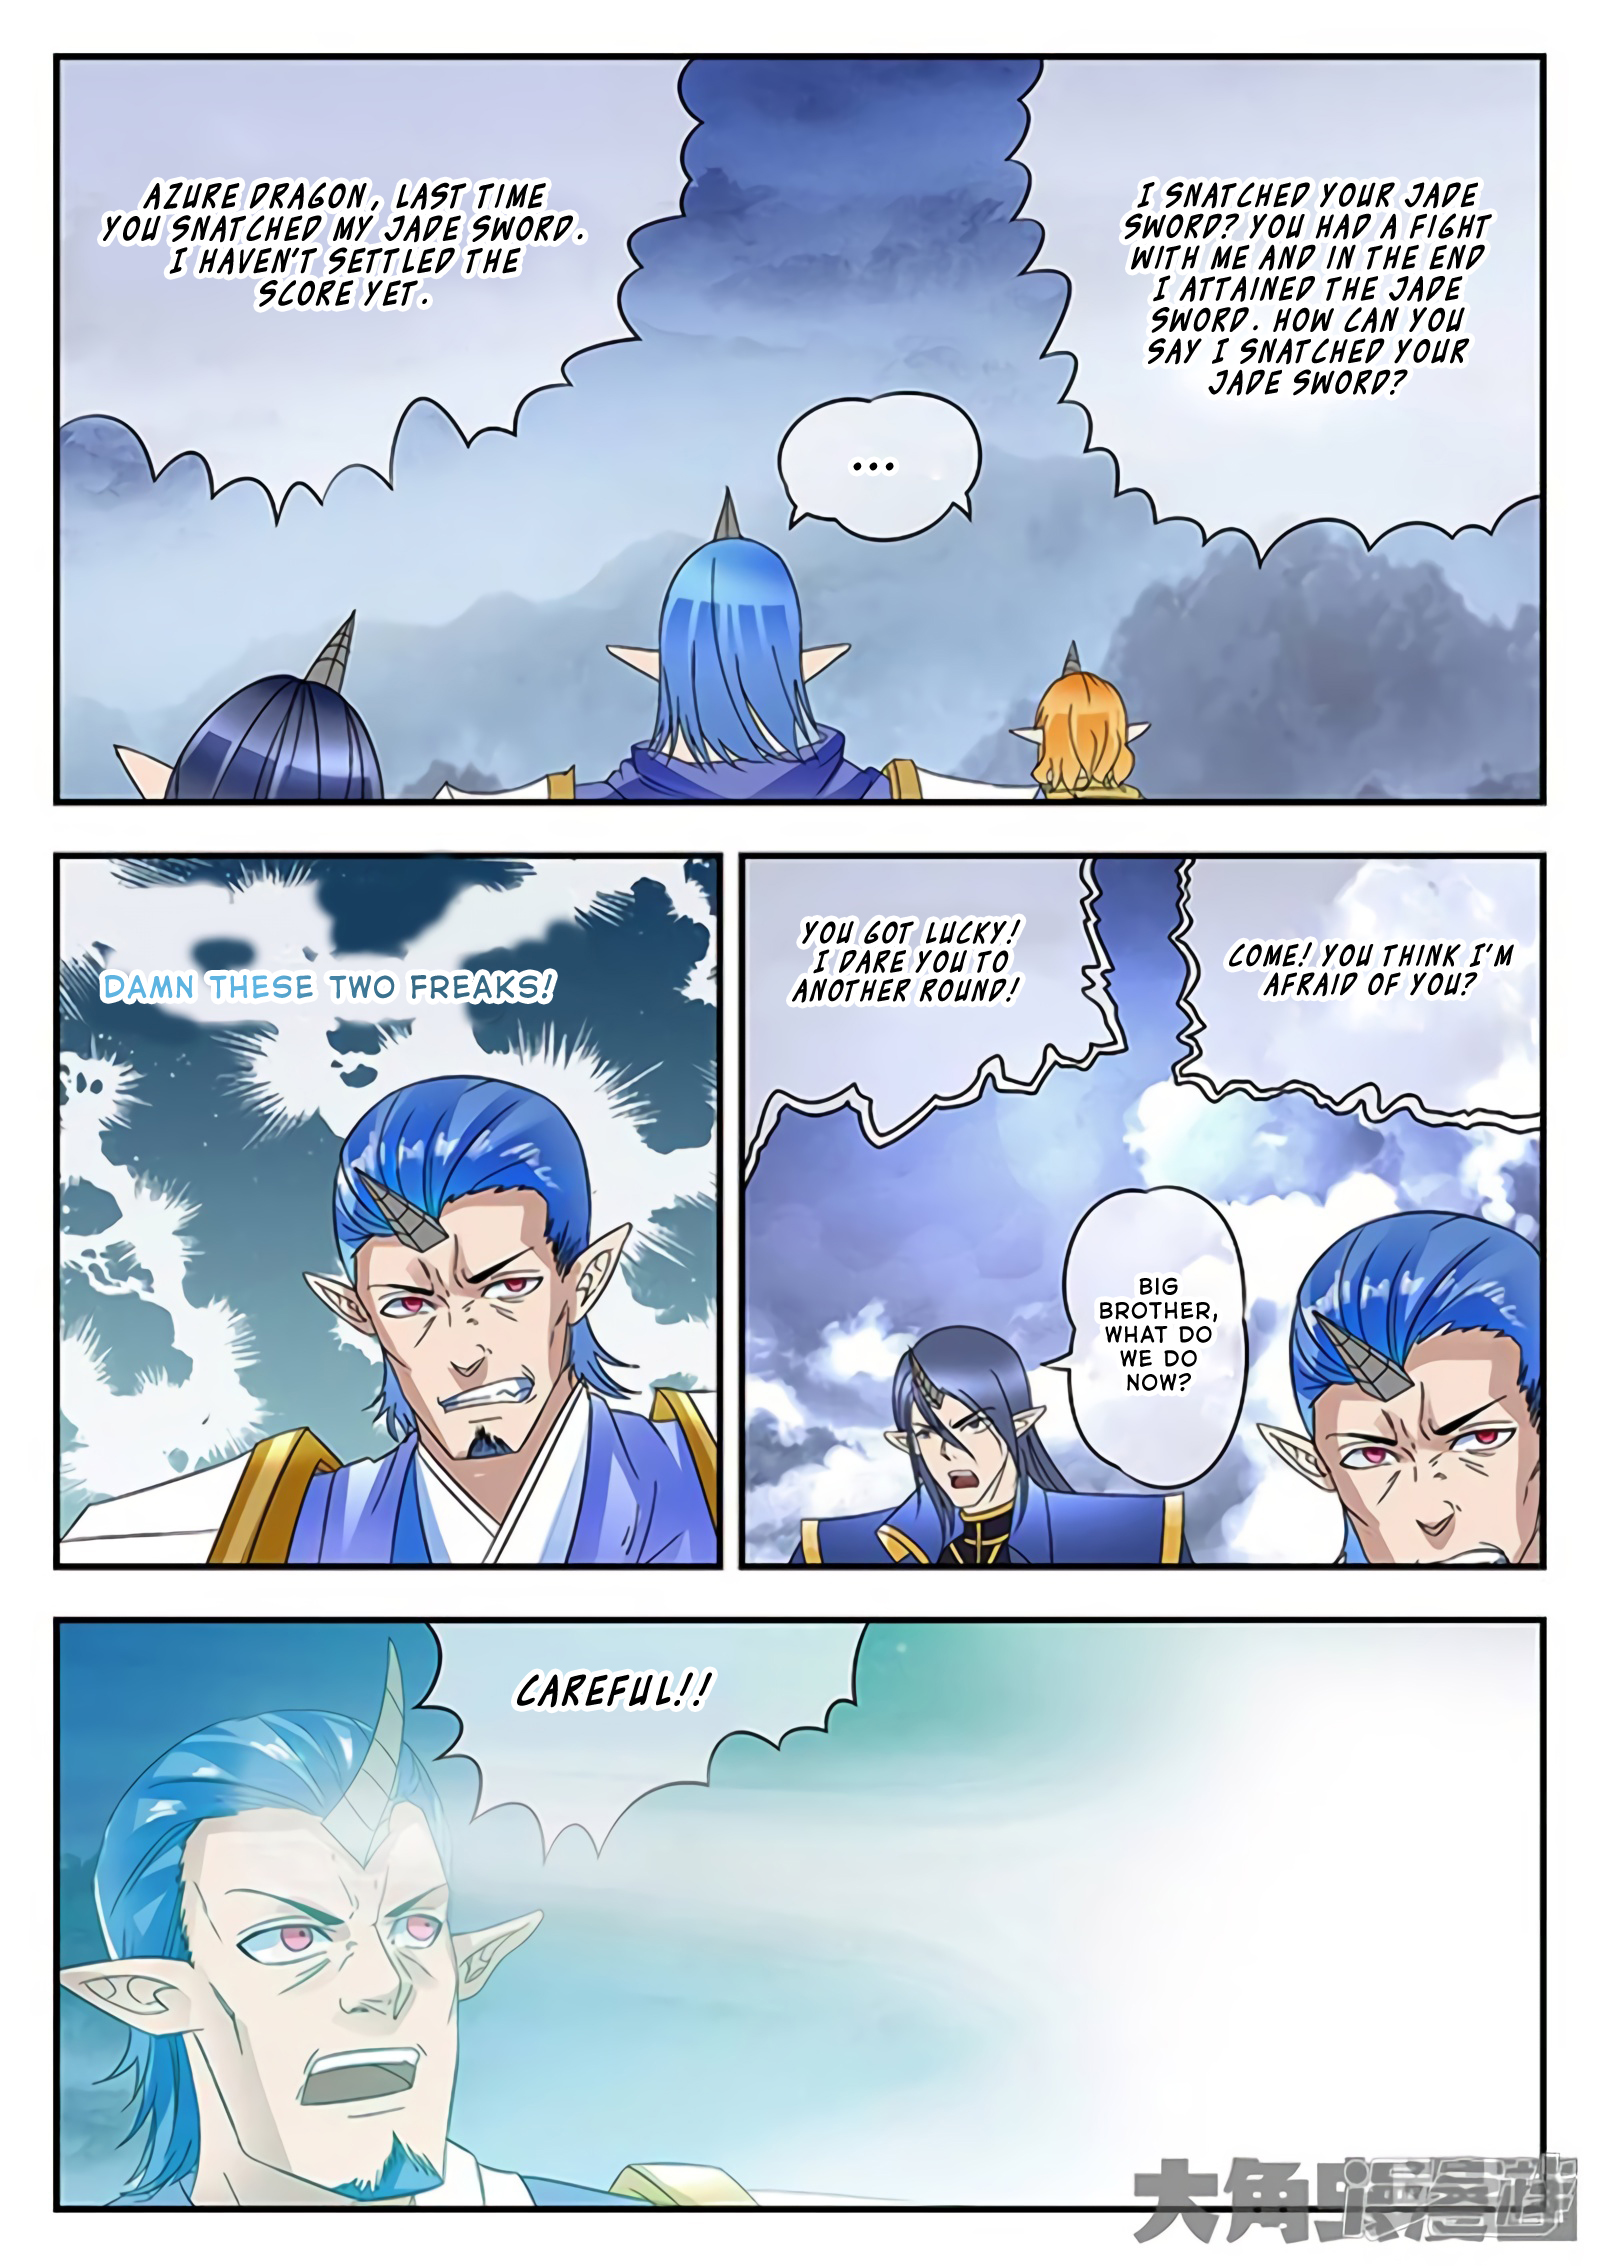 AZURE DRAGON, LAST TIME
YOU SNATCHED MY JADE SWORD.
I HAVEN'T SETTLED THE
SCORE YET.
I SNATCHED YOUR JADE
SWORD? YOU HAD A FIGHT
WITH ME AND IN THE END
I ATTAINED THE JADE
SWORD. HOW CAN YOU
SAY I SNATCHED YOUR
JADE SWORD?
...
DAMN THESE TWO FREAKS!
YOU GOT LUCKY!
I DARE YOU TO
ANOTHER ROUND!
COME! YOU THINK I'M
AFRAID OF YOU?
BIG
BROTHER,
WHAT DO
WE DO
NOW?
CAREFUL!!
大角虫漫画